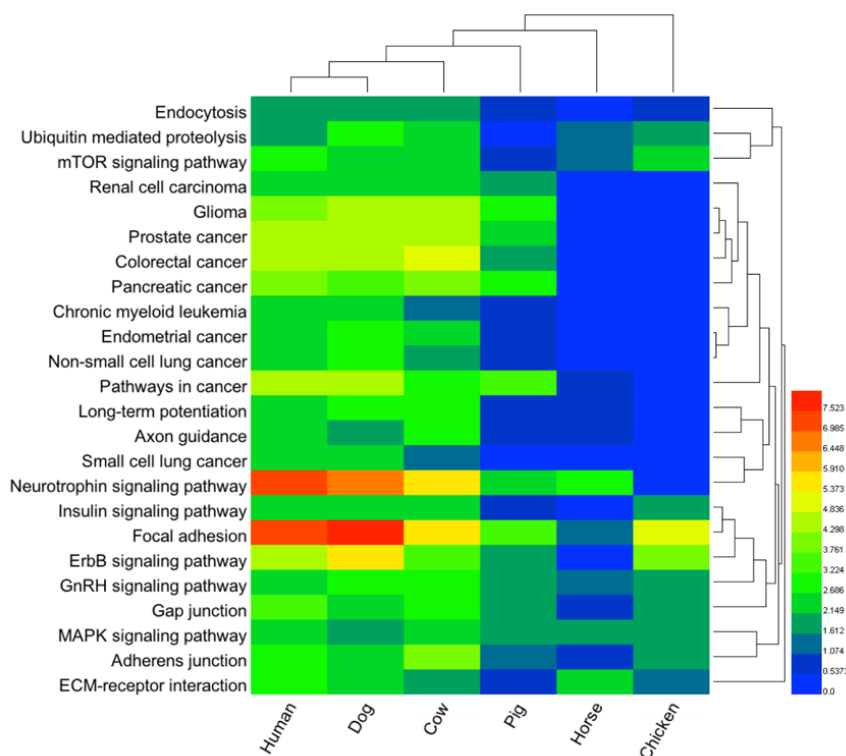 Endocytosis
Ubiquitin mediated proteolysis
mTOR signaling pathway
Renal cell carcinoma
Glioma
Prostate cancer
Colorectal cancer
Pancreatic cancer
Chronic myeloid leukemia
Endometrial cancer
Non-small cell lung cancer
Pathways in cancer
Long-term potentiation
Axon guidance
Small cell lung cancer
Neurotrophin signaling pathway
Insulin signaling pathway
Focal adhesion
ErbB signaling pathway
GnRH signaling pathway
Gap junction
MAPK signaling pathway
Adherens junction
ECM-receptor interaction
Human
Dog
Cow
Pig
Horse
Chicken
7.523
6.985
6.448
5.910
5.373
4.836
4.298
3.761
3.224
2.686
2.149
1.612
1.074
0.5373
0.0